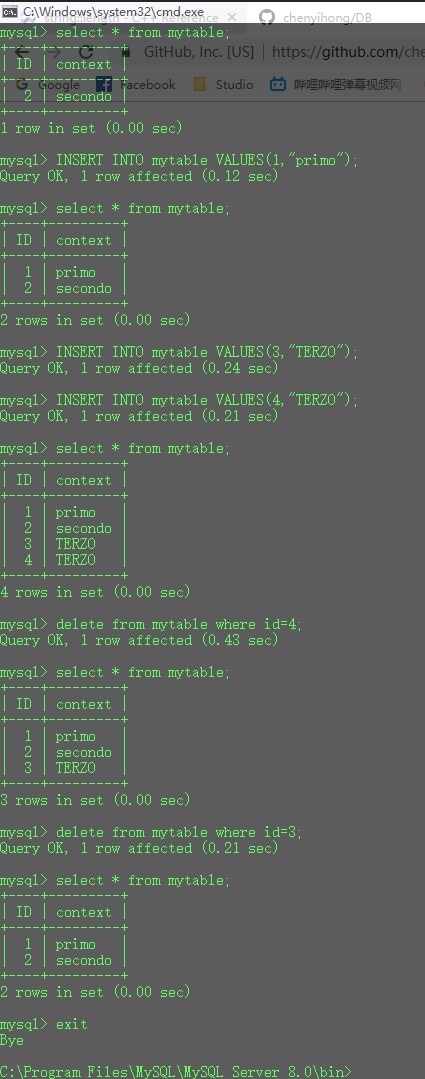 C:\Windows\system32\cmd.exe
string::length - C++ Reference
chenyihong/DB
mysql> select * from mytable;
GitHub, Inc. [US]
https://github.com/che
+----+---------+
| ID | context |
+----+---------+
Google
Facebook
Studio
哔哩哔哩弹幕视频网
|  2 | secondo |
+----+---------+
1 row in set (0.00 sec)
mysql> INSERT INTO mytable VALUES(1,"primo");
Query OK, 1 row affected (0.12 sec)
mysql> select * from mytable;
+----+---------+
| ID | context |
+----+---------+
|  1 | primo   |
|  2 | secondo |
+----+---------+
2 rows in set (0.00 sec)
mysql> INSERT INTO mytable VALUES(3,"TERZO");
Query OK, 1 row affected (0.24 sec)
mysql> INSERT INTO mytable VALUES(4,"TERZO");
Query OK, 1 row affected (0.21 sec)
mysql> select * from mytable;
+----+---------+
| ID | context |
+----+---------+
|  1 | primo   |
|  2 | secondo |
|  3 | TERZO   |
|  4 | TERZO   |
+----+---------+
4 rows in set (0.00 sec)
mysql> delete from mytable where id=4;
Query OK, 1 row affected (0.43 sec)
mysql> select * from mytable;
+----+---------+
| ID | context |
+----+---------+
|  1 | primo   |
|  2 | secondo |
|  3 | TERZO   |
+----+---------+
3 rows in set (0.00 sec)
mysql> delete from mytable where id=3;
Query OK, 1 row affected (0.21 sec)
mysql> select * from mytable;
+----+---------+
| ID | context |
+----+---------+
|  1 | primo   |
|  2 | secondo |
+----+---------+
2 rows in set (0.00 sec)
mysql> exit
Bye
C:\Program Files\MySQL\MySQL Server 8.0\bin>